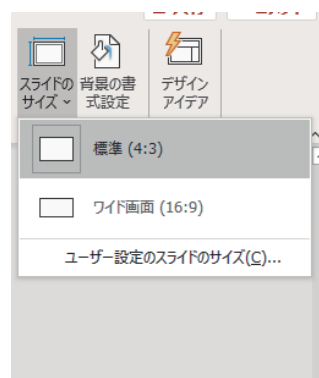 スライドの
サイズ
背景の書
式設定
デザイン
アイデア
標準 (4:3)
ワイド画面 (16:9)
ユーザー設定のスライドのサイズ(C)...